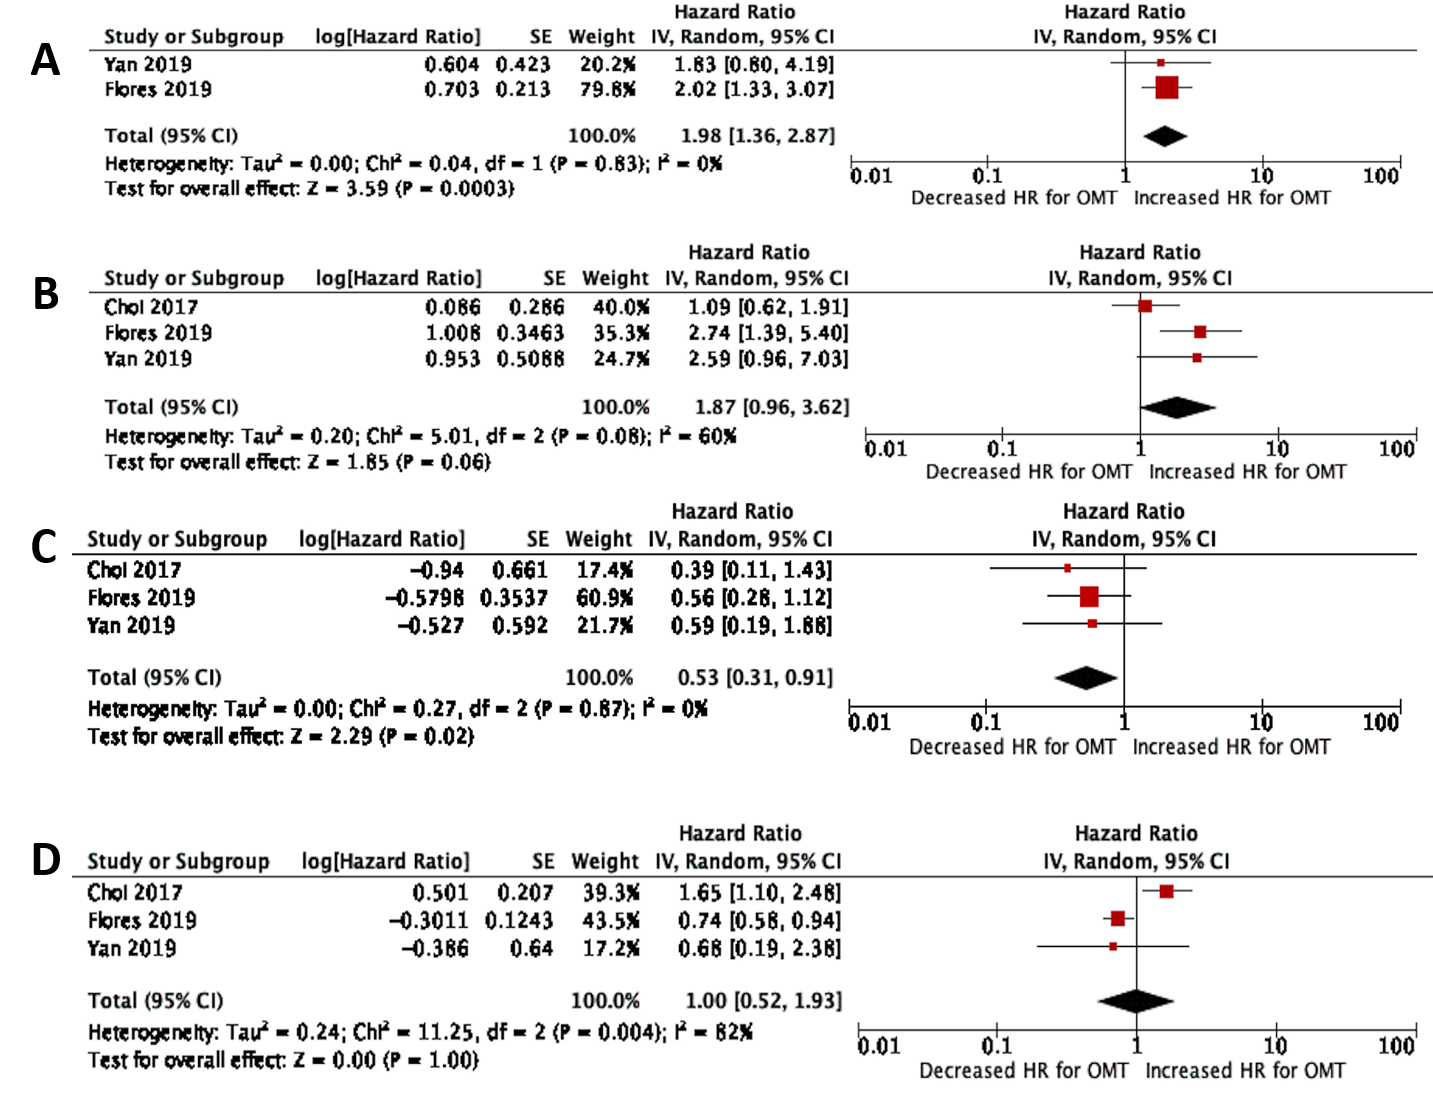 A
Hazard Ratio Hazard Ratio
Study or Subgroup log[Hazard Ratio] SE Weight IV, Random, 95% CI IV, Random, 95% CI
Yan 2019 0.604 0.423 20.2% 1.83 [0.80, 4.19]
Flores 2019 0.703 0.213 79.8% 2.02 [1.33, 3.07]
Total (95% CI) 100.0% 1.98 [1.36, 2.87]
Heterogeneity: Tau² = 0.00; Chi² = 0.04, df = 1 (P = 0.83); I² = 0%
Test for overall effect: Z = 3.59 (P = 0.0003)
0.01 0.1 1 10 100
Decreased HR for OMT Increased HR for OMT
B
Hazard Ratio Hazard Ratio
Study or Subgroup log[Hazard Ratio] SE Weight IV, Random, 95% CI IV, Random, 95% CI
Choi 2017 0.086 0.286 40.0% 1.09 [0.62, 1.91]
Flores 2019 1.008 0.3463 35.3% 2.74 [1.39, 5.40]
Yan 2019 0.953 0.5088 24.7% 2.59 [0.96, 7.03]
Total (95% CI) 100.0% 1.87 [0.96, 3.62]
Heterogeneity: Tau² = 0.20; Chi² = 5.01, df = 2 (P = 0.08); I² = 60%
Test for overall effect: Z = 1.85 (P = 0.06)
0.01 0.1 1 10 100
Decreased HR for OMT Increased HR for OMT
C
Hazard Ratio Hazard Ratio
Study or Subgroup log[Hazard Ratio] SE Weight IV, Random, 95% CI IV, Random, 95% CI
Choi 2017 −0.94 0.661 17.4% 0.39 [0.11, 1.43]
Flores 2019 −0.5798 0.3537 60.9% 0.56 [0.28, 1.12]
Yan 2019 −0.527 0.592 21.7% 0.59 [0.19, 1.88]
Total (95% CI) 100.0% 0.53 [0.31, 0.91]
Heterogeneity: Tau² = 0.00; Chi² = 0.27, df = 2 (P = 0.87); I² = 0%
Test for overall effect: Z = 2.29 (P = 0.02)
0.01 0.1 1 10 100
Decreased HR for OMT Increased HR for OMT
D
Hazard Ratio Hazard Ratio
Study or Subgroup log[Hazard Ratio] SE Weight IV, Random, 95% CI IV, Random, 95% CI
Choi 2017 0.501 0.207 39.3% 1.65 [1.10, 2.48]
Flores 2019 −0.3011 0.1243 43.5% 0.74 [0.58, 0.94]
Yan 2019 −0.386 0.64 17.2% 0.68 [0.19, 2.38]
Total (95% CI) 100.0% 1.00 [0.52, 1.93]
Heterogeneity: Tau² = 0.24; Chi² = 11.25, df = 2 (P = 0.004); I² = 82%
Test for overall effect: Z = 0.00 (P = 1.00)
0.01 0.1 1 10 100
Decreased HR for OMT Increased HR for OMT